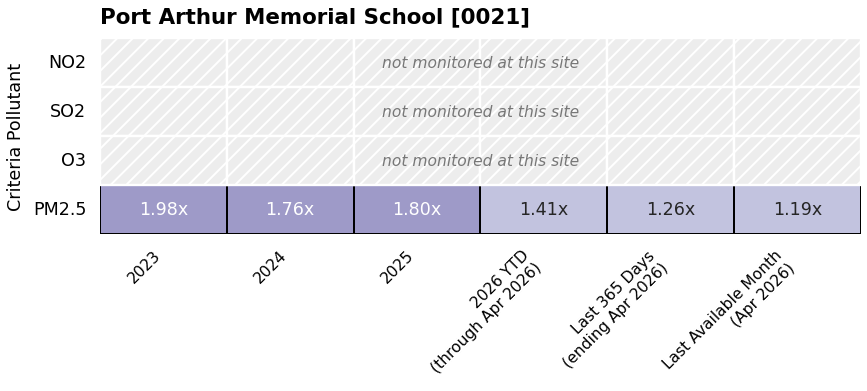 Port Arthur Memorial School [0021]
Criteria Pollutant
NO2 not monitored at this site
SO2 not monitored at this site
O3 not monitored at this site
PM2.5 1.98x 1.76x 1.80x 1.41x 1.26x 1.19x
2023
2024
2025
2026 YTD
(through Apr 2026)
Last 365 Days
(ending Apr 2026)
Last Available Month
(Apr 2026)